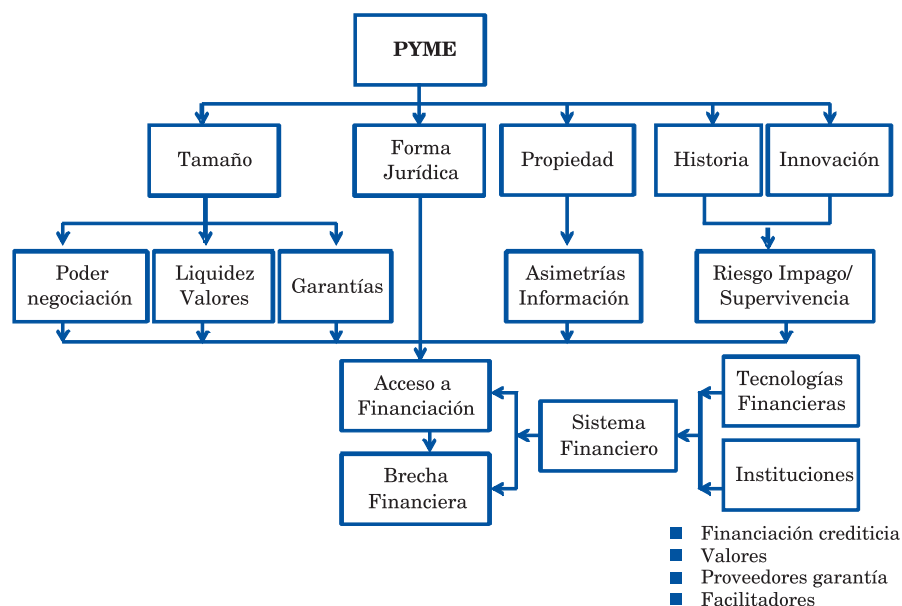 PYME
Tamaño
Forma
Jurídica
Propiedad
Historia
Innovación
Poder
negociación
Liquidez
Valores
Garantías
Asimetrías
Información
Riesgo Impago/
Supervivencia
Acceso a
Financiación
Brecha
Financiera
Sistema
Financiero
Tecnologías
Financieras
Instituciones
Financiación crediticia
Valores
Proveedores garantía
Facilitadores